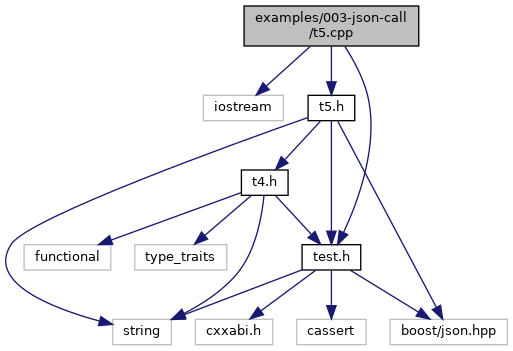 examples/003-json-call
/t5.cpp
iostream
t5.h
t4.h
functional
type_traits
test.h
string
cxxabi.h
cassert
boost/json.hpp